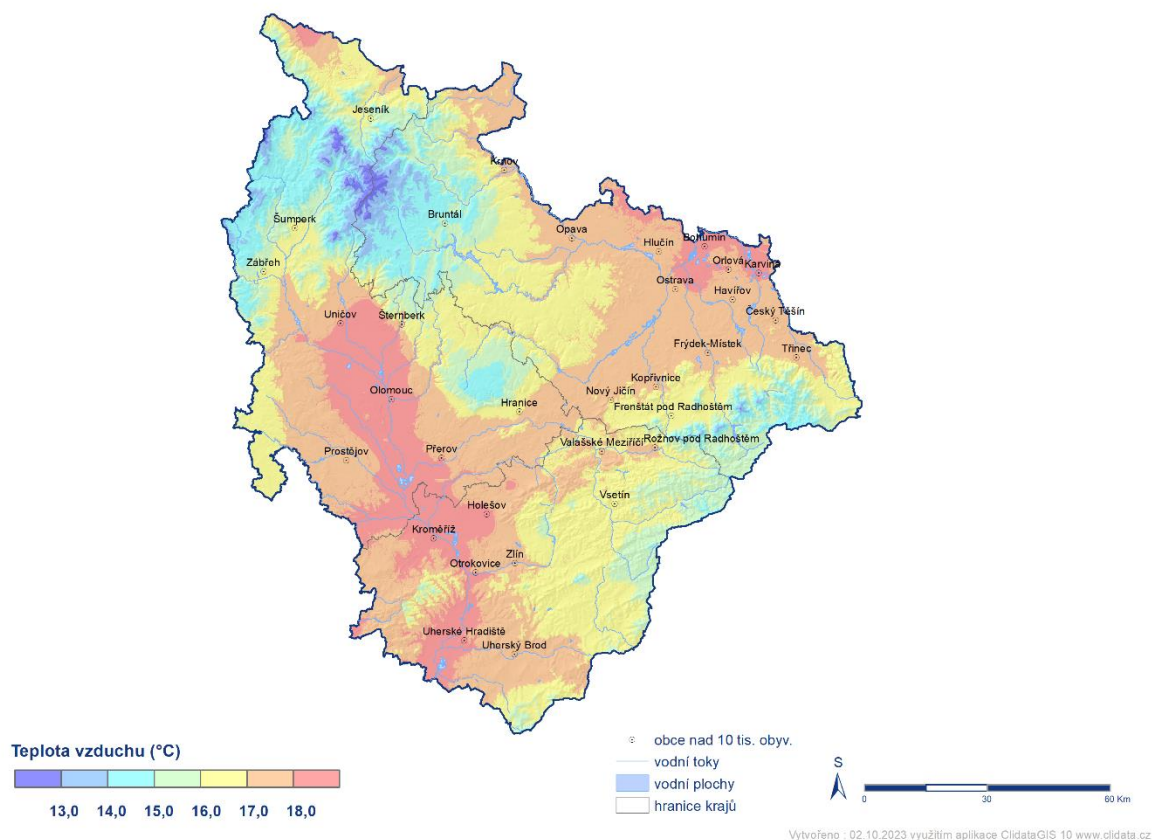 Jeseník
Krnov
Šumperk
Bruntál
Opava
Hlučín
Bohumín
Zábřeh
Orlová
Karviná
Ostrava
Havířov
Uničov
Šternberk
Český Těšín
Frýdek-Místek
Třinec
Kopřivnice
Olomouc
Nový Jičín
Hranice
Frenštát pod Radhoštěm
Valašské Meziříčí
Rožnov pod Radhoštěm
Prostějov
Přerov
Vsetín
Holešov
Kroměříž
Zlín
Otrokovice
Uherské Hradiště
Uherský Brod
Teplota vzduchu (°C)
13,0 14,0 15,0 16,0 17,0 18,0
obce nad 10 tis. obyv.
vodní toky
vodní plochy
hranice krajů
S
0 30 60 Km
Vytvořeno : 02.10.2023 využitím aplikace ClidataGIS 10 www.clidata.cz